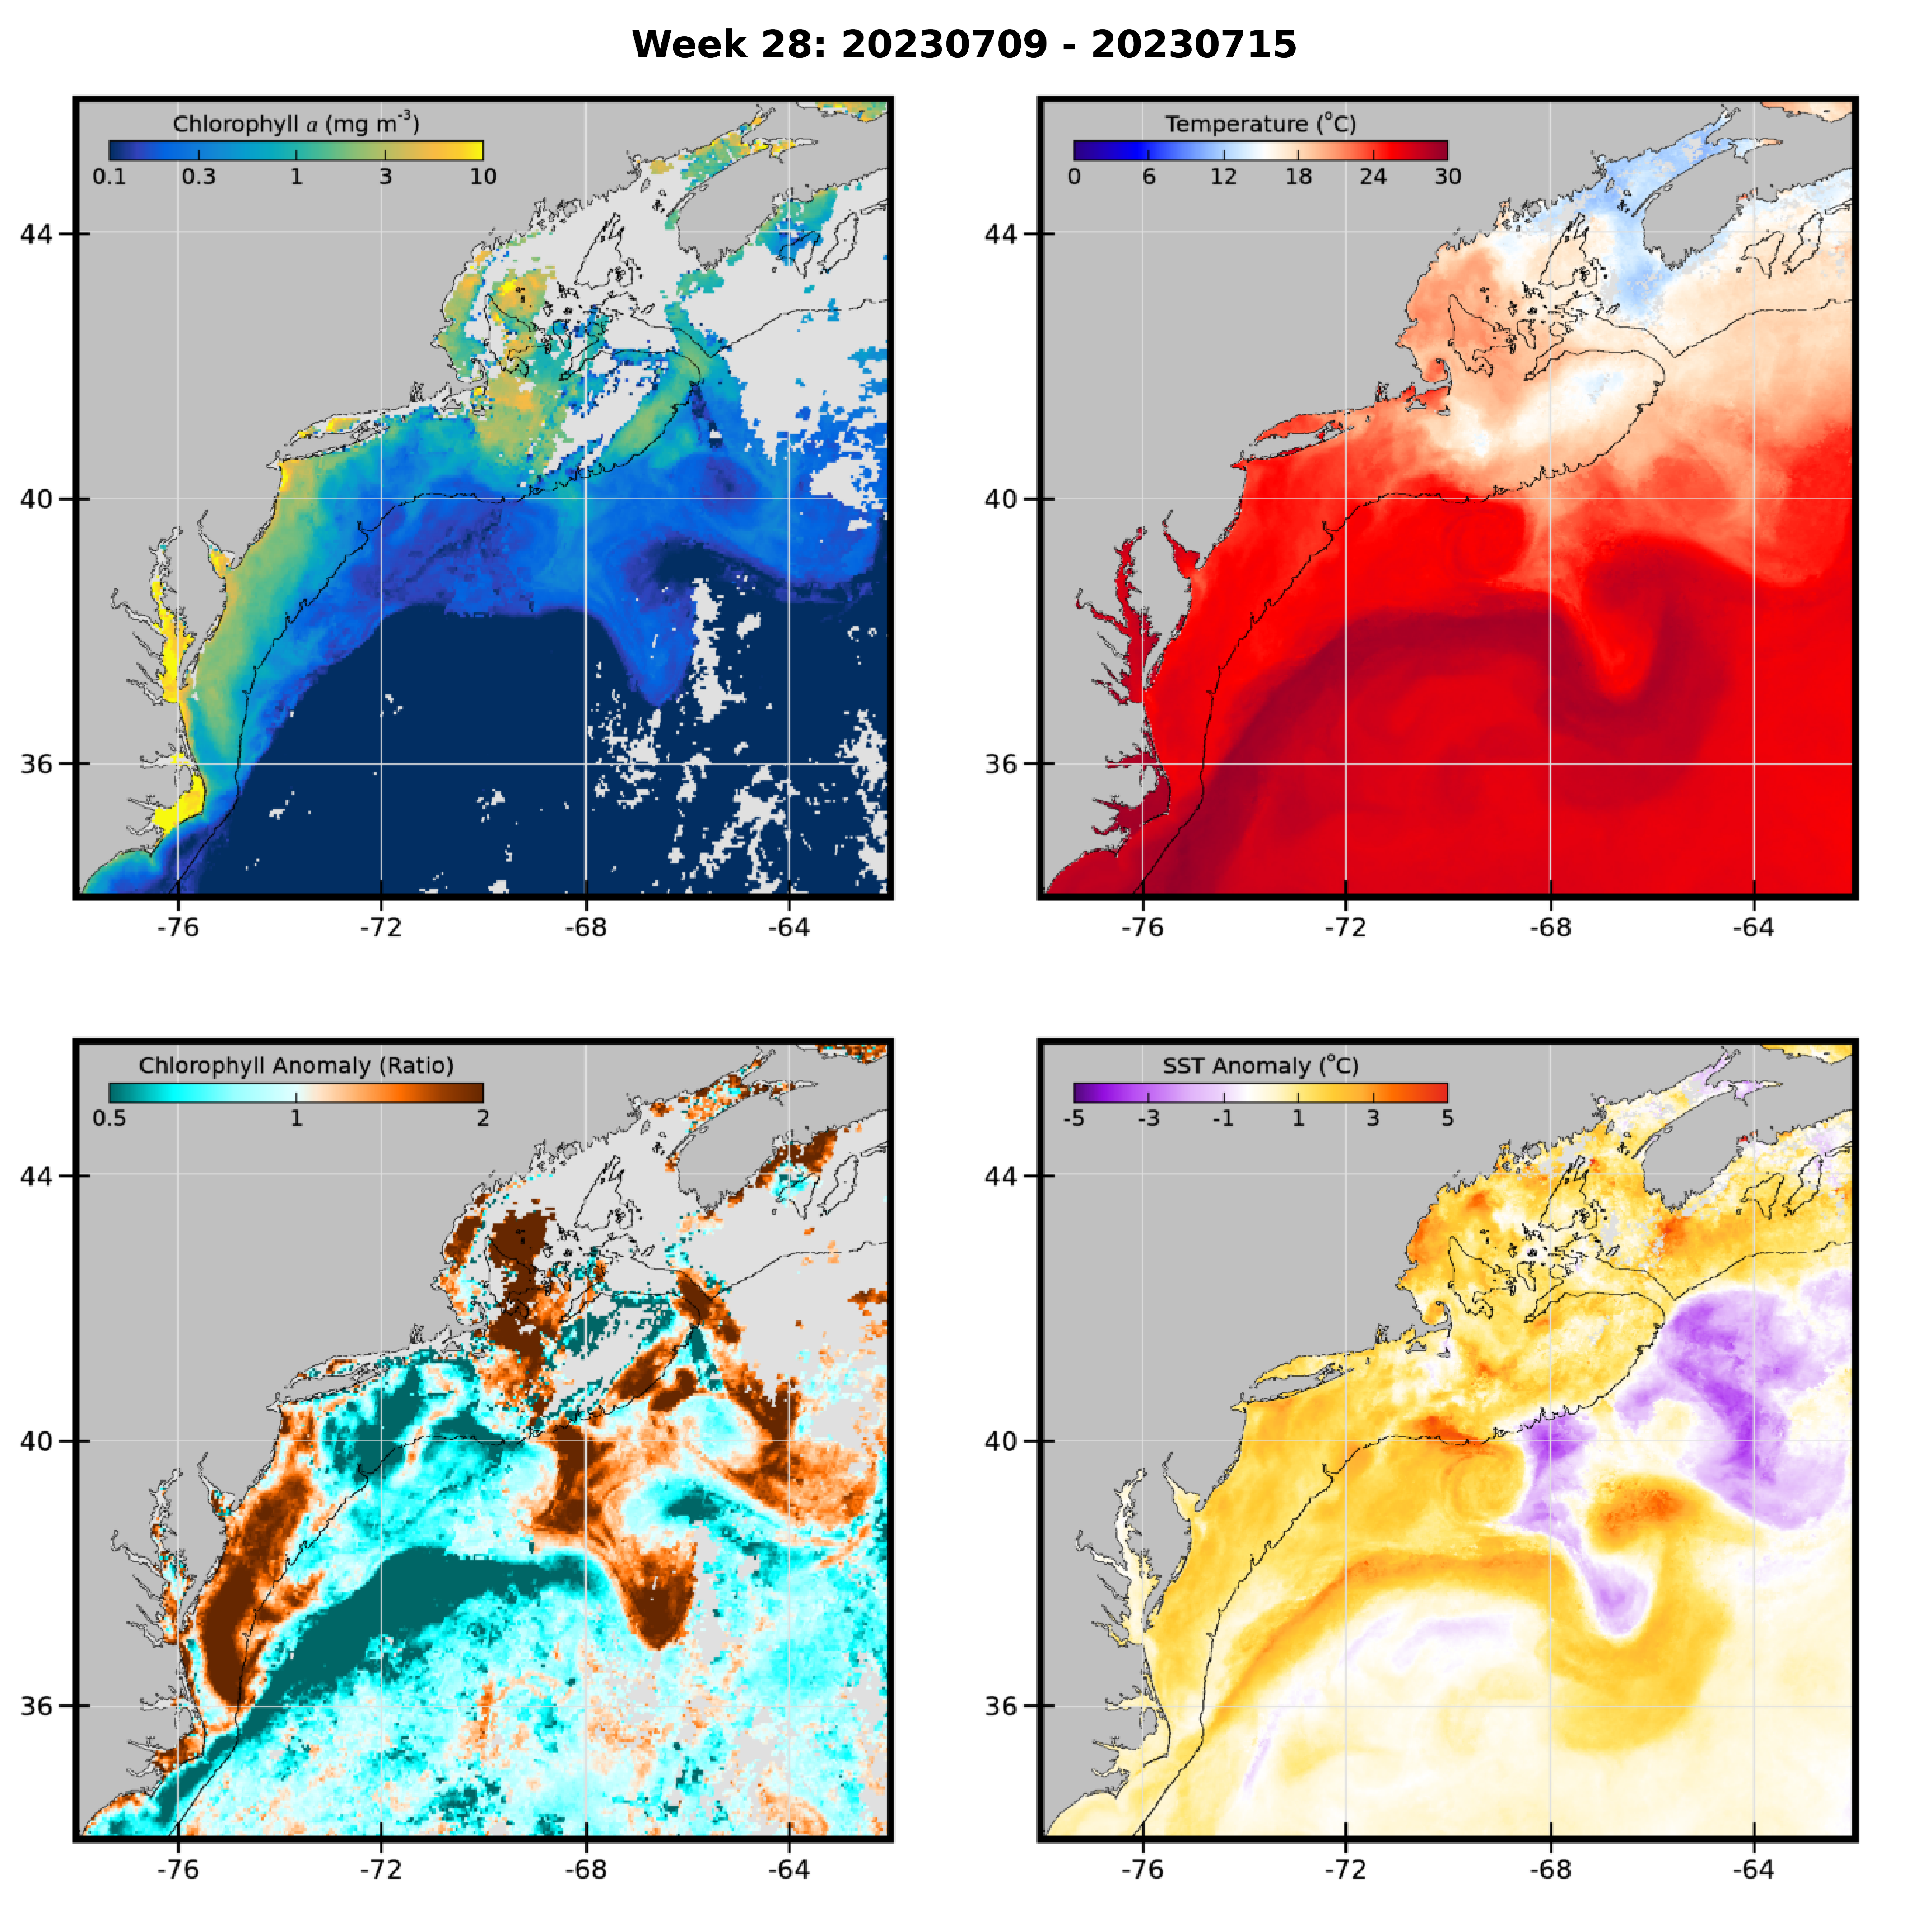 Week 28: 20230709 - 20230715
Chlorophyll a (mg m-3)
0.1 0.3 1 3 10
44
40
36
-76 -72 -68 -64
Temperature (°C)
0 6 12 18 24 30
44
40
36
-76 -72 -68 -64
Chlorophyll Anomaly (Ratio)
0.5 1 2
44
40
36
-76 -72 -68 -64
SST Anomaly (°C)
-5 -3 -1 1 3 5
44
40
36
-76 -72 -68 -64